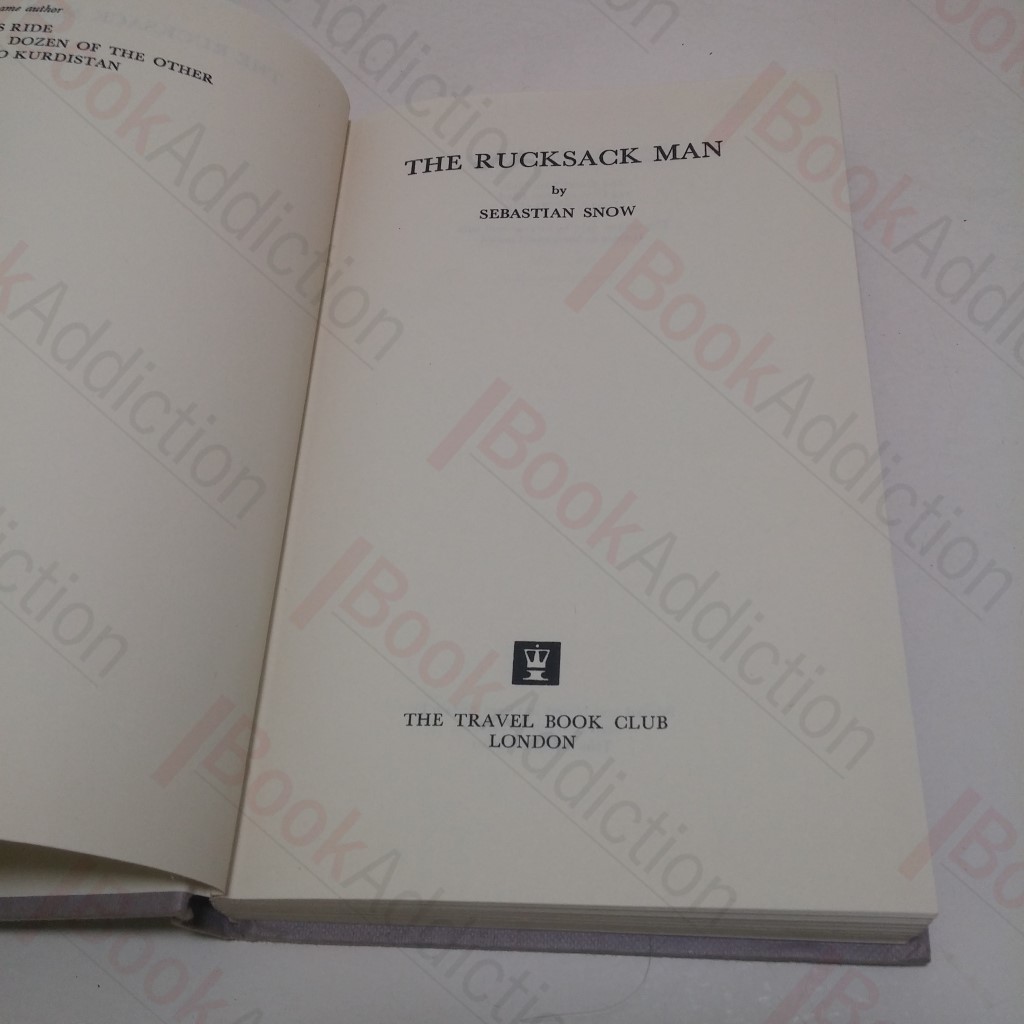 ame author
S RIDE
DOZEN OF THE OTHER
O KURDISTAN
THE RUCKSACK MAN
by
SEBASTIAN SNOW
THE TRAVEL BOOK CLUB
LONDON
BookAddiction